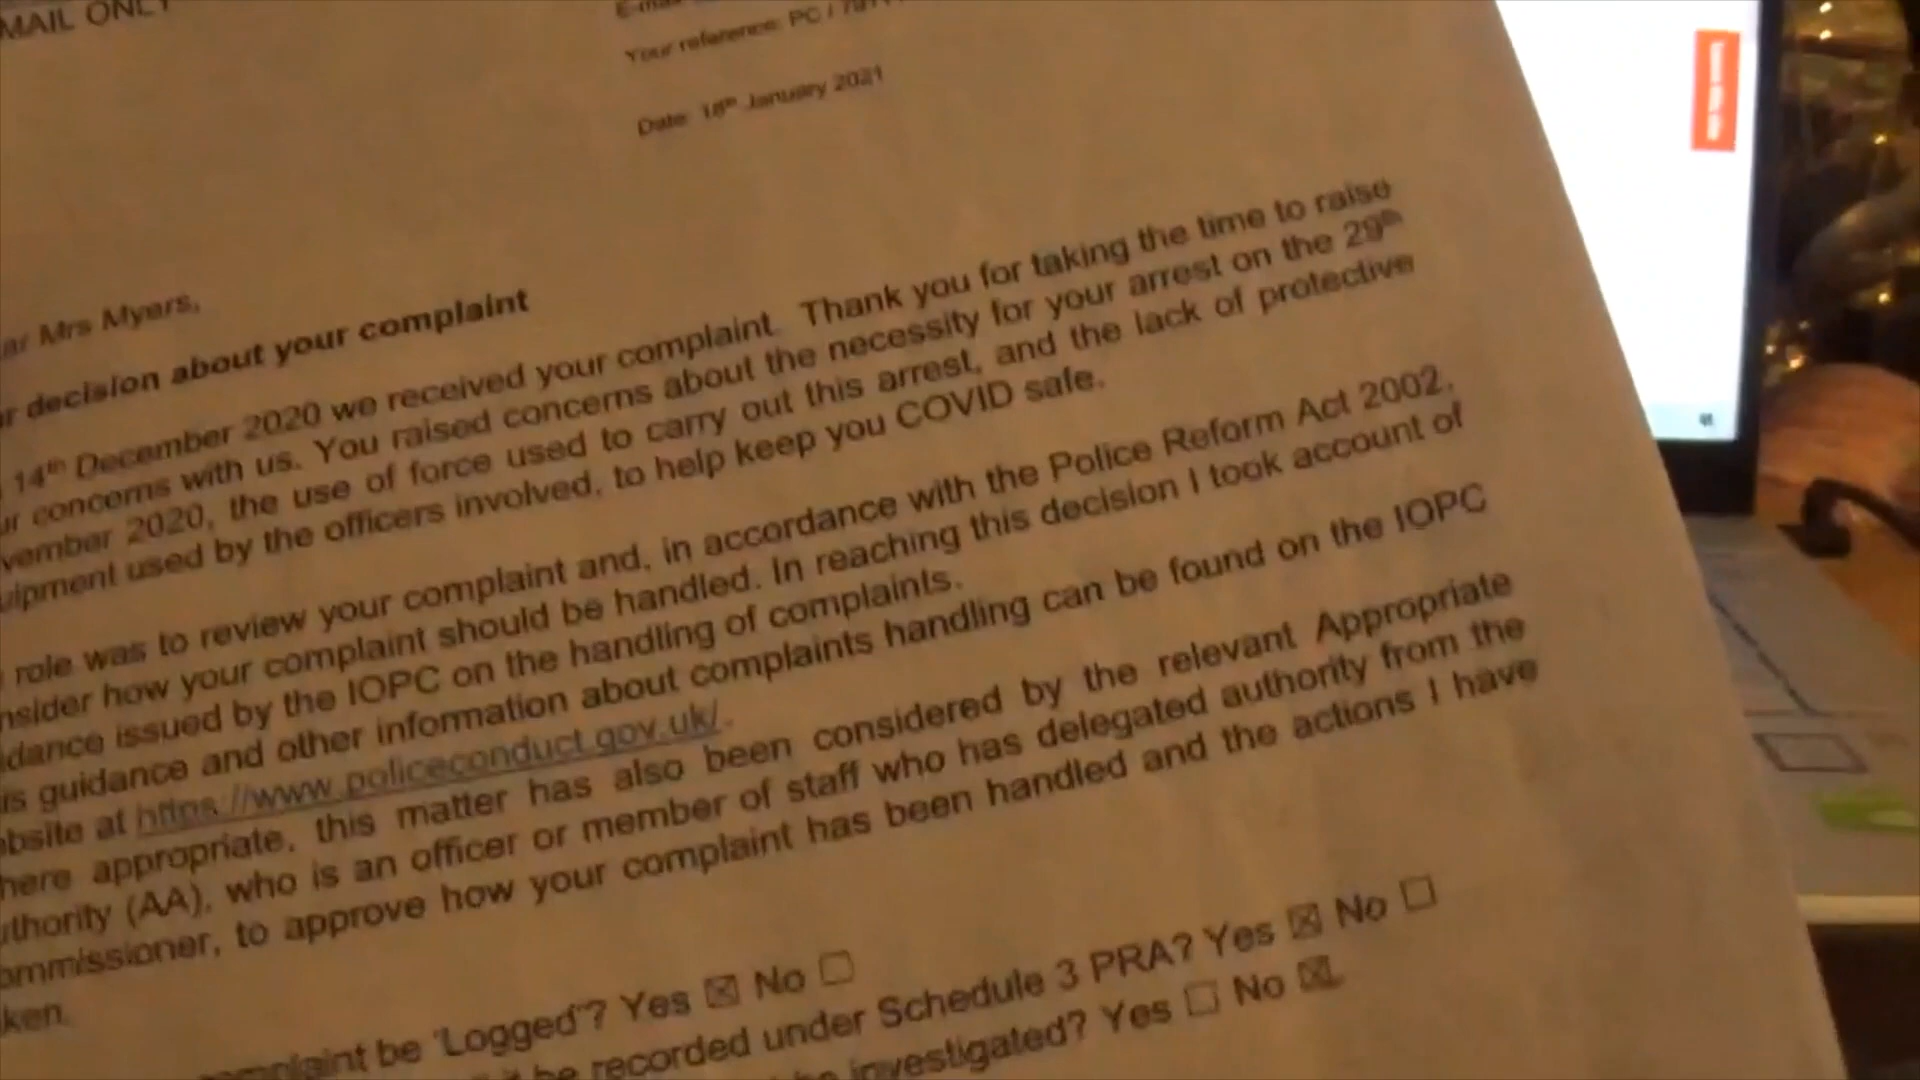 MAIL ONLY
Your reference: PC /
Date: 18th January 2021
Mrs Myers,
decision about your complaint
14th December 2020 we received your complaint. Thank you for taking the time to raise
concerns with us. You raised concerns about the necessity for your arrest on the 29th
vember 2020, the use of force used to carry out this arrest, and the lack of protective
uipment used by the officers involved, to help keep you COVID safe.
role was to review your complaint and, in accordance with the Police Reform Act 2002,
nsider how your complaint should be handled. In reaching this decision I took account of
idance issued by the IOPC on the handling of complaints.
is guidance and other information about complaints handling can be found on the IOPC
ebsite at https://www.policeconduct.gov.uk/.
here appropriate, this matter has also been considered by the relevant Appropriate
uthority (AA), who is an officer or member of staff who has delegated authority from the
ommissioner, to approve how your complaint has been handled and the actions I have
ken.
complaint be 'Logged'? Yes ☒ No ☐
be recorded under Schedule 3 PRA? Yes ☒ No ☐
be investigated? Yes ☐ No ☒